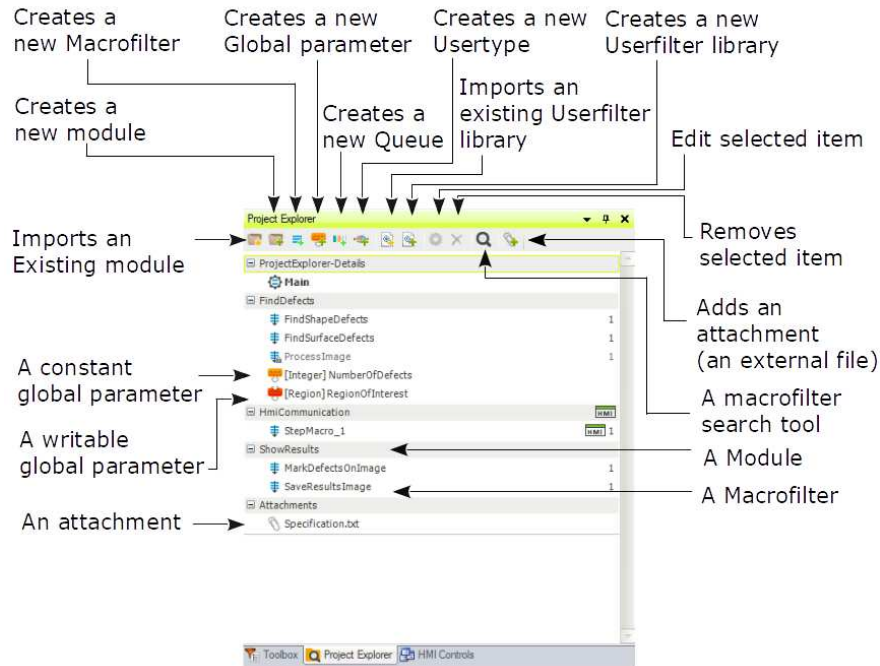 Creates a
new Macrofilter
Creates a new
Global parameter
Creates a new
Usertype
Creates a new
Userfilter library
Creates a
new module
Creates a
new Queue
Imports an
existing Userfilter
library
Edit selected item
Imports an
Existing module
Removes
selected item
Adds an
attachment
(an external file)
A constant
global parameter
A macrofilter
search tool
A writable
global parameter
A Module
A Macrofilter
An attachment
Project Explorer
ProjectExplorer-Details
Main
FindDefects
FindShapeDefects 1
FindSurfaceDefects 1
ProcessImage 1
[Integer] NumberOfDefects
[Region] RegionOfInterest
HmiCommunication HMI
StepMacro_1 HMI 1
ShowResults
MarkDefectsOnImage 1
SaveResultsImage 1
Attachments
Specification.txt
Toolbox Project Explorer HMI Controls